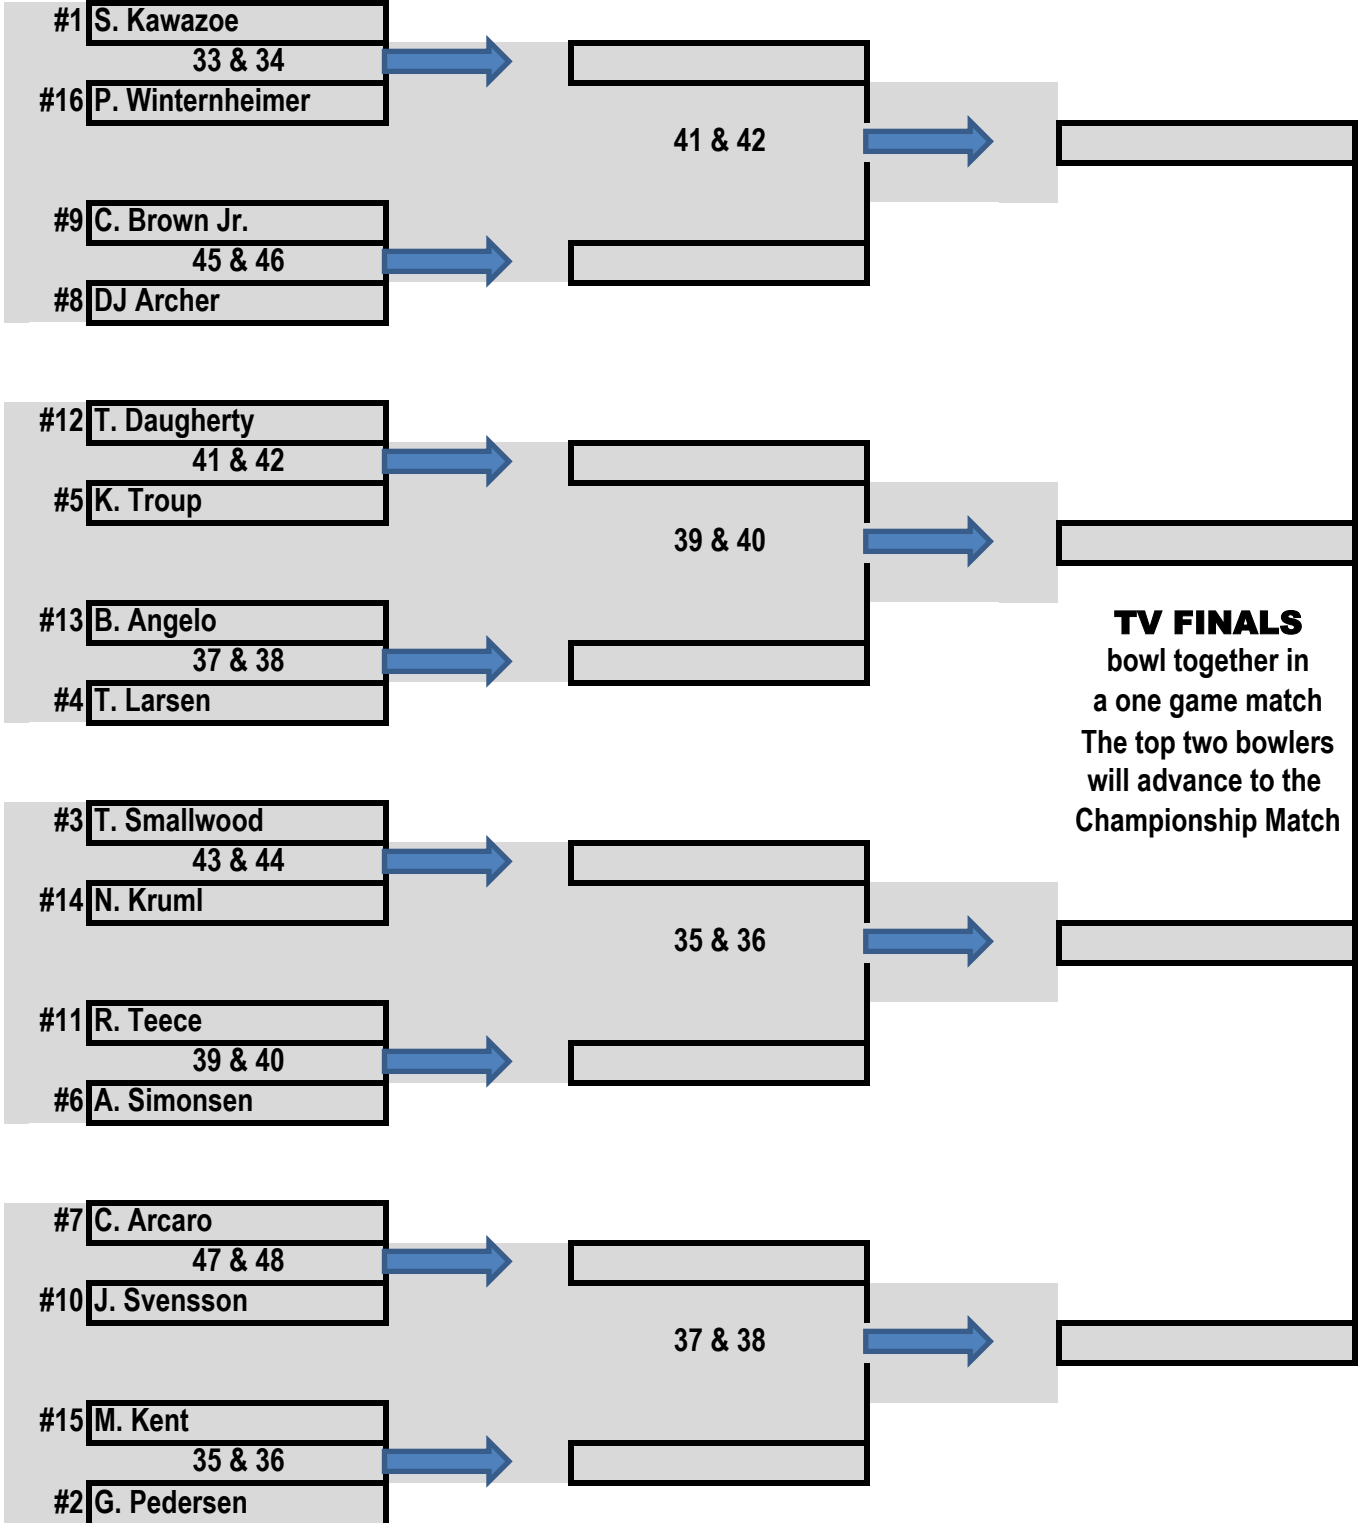 #1 S. Kawazoe
33 & 34
#16 P. Winternheimer
41 & 42
#9 C. Brown Jr.
45 & 46
#8 DJ Archer
#12 T. Daugherty
41 & 42
#5 K. Troup
39 & 40
#13 B. Angelo
37 & 38
#4 T. Larsen
TV FINALS
bowl together in
a one game match
The top two bowlers
will advance to the
Championship Match
#3 T. Smallwood
43 & 44
#14 N. Kruml
35 & 36
#11 R. Teece
39 & 40
#6 A. Simonsen
#7 C. Arcaro
47 & 48
#10 J. Svensson
37 & 38
#15 M. Kent
35 & 36
#2 G. Pedersen